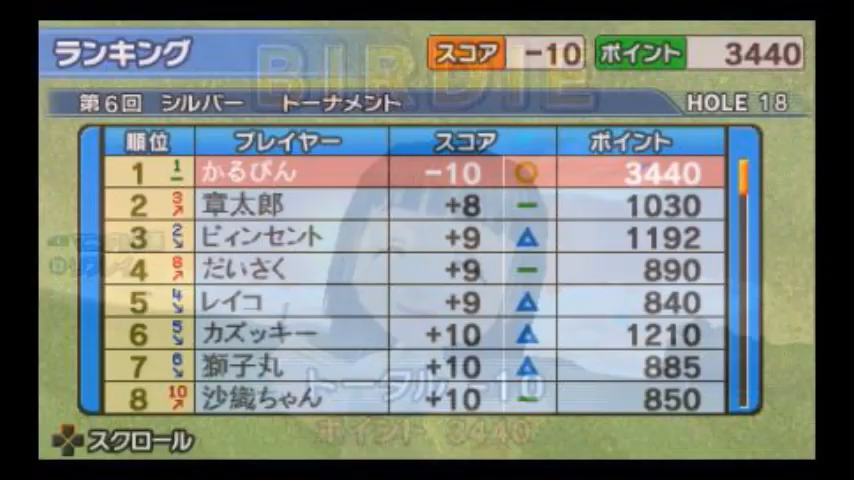 ランキング スコア -10 ポイント 3440
BIRDIE
第6回 シルバー トーナメント HOLE 18
順位 プレイヤー スコア ポイント
1 1 かるぴん -10 3440
2 3 章太郎 +8 1030
3 2 ビィンセント +9 1192
4 8 だいさく +9 890
5 4 レイコ +9 840
6 5 カズッキー +10 1210
7 6 獅子丸 +10 885
8 10 沙織ちゃん +10 850
トータル -10
ポイント 3440
スクロール